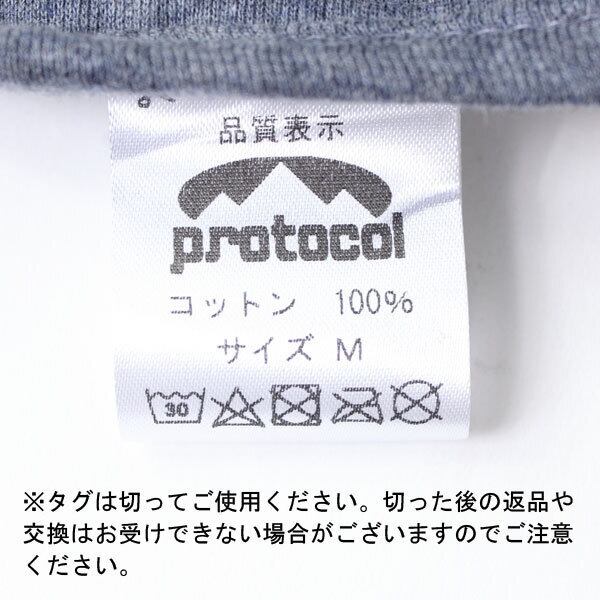 品質表示
protocol
コットン 100%
サイズ M
30
※タグは切ってご使用ください。切った後の返品や
交換はお受けできない場合がございますのでご注意
ください。